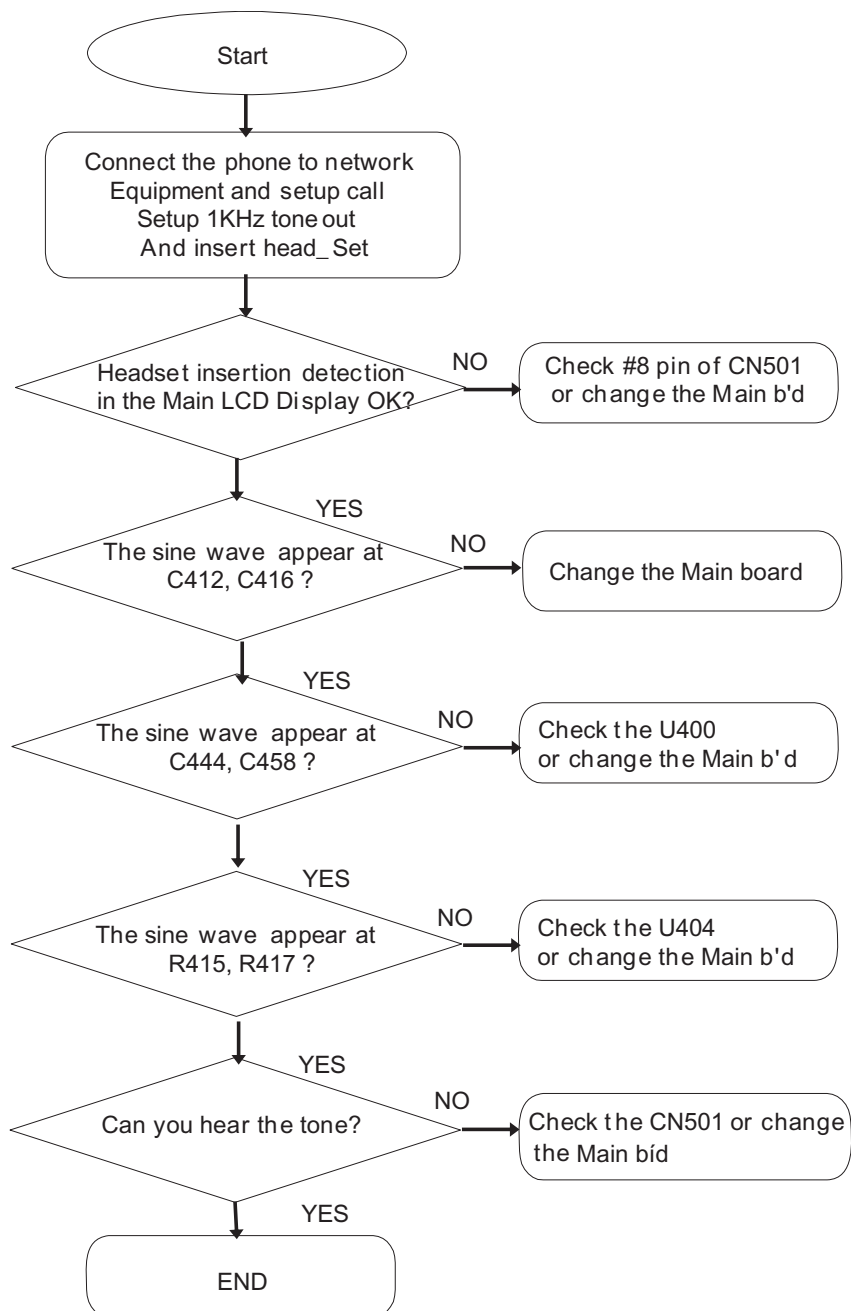 Start
Connect the phone to network
Equipment and setup call
Setup 1KHz tone out
And insert head_Set
Headset insertion detection
in the Main LCD Display OK?
NO
Check #8 pin of CN501
or change the Main b'd
YES
The sine wave appear at
C412, C416 ?
NO
Change the Main board
YES
The sine wave appear at
C444, C458 ?
NO
Check the U400
or change the Main b'd
YES
The sine wave appear at
R415, R417 ?
NO
Check the U404
or change the Main b'd
YES
Can you hear the tone?
NO
Check the CN501 or change
the Main bíd
YES
END